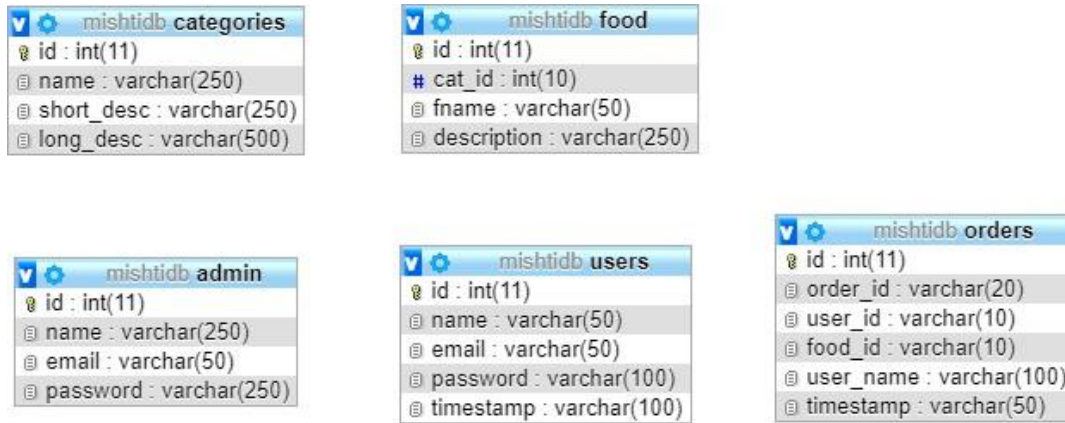 mishtidb categories
id : int(11)
name : varchar(250)
short_desc : varchar(250)
long_desc : varchar(500)
mishtidb food
id : int(11)
# cat_id : int(10)
fname : varchar(50)
description : varchar(250)
mishtidb admin
id : int(11)
name : varchar(250)
email : varchar(50)
password : varchar(250)
mishtidb users
id : int(11)
name : varchar(50)
email : varchar(50)
password : varchar(100)
timestamp : varchar(100)
mishtidb orders
id : int(11)
order_id : varchar(20)
user_id : varchar(10)
food_id : varchar(10)
user_name : varchar(100)
timestamp : varchar(50)